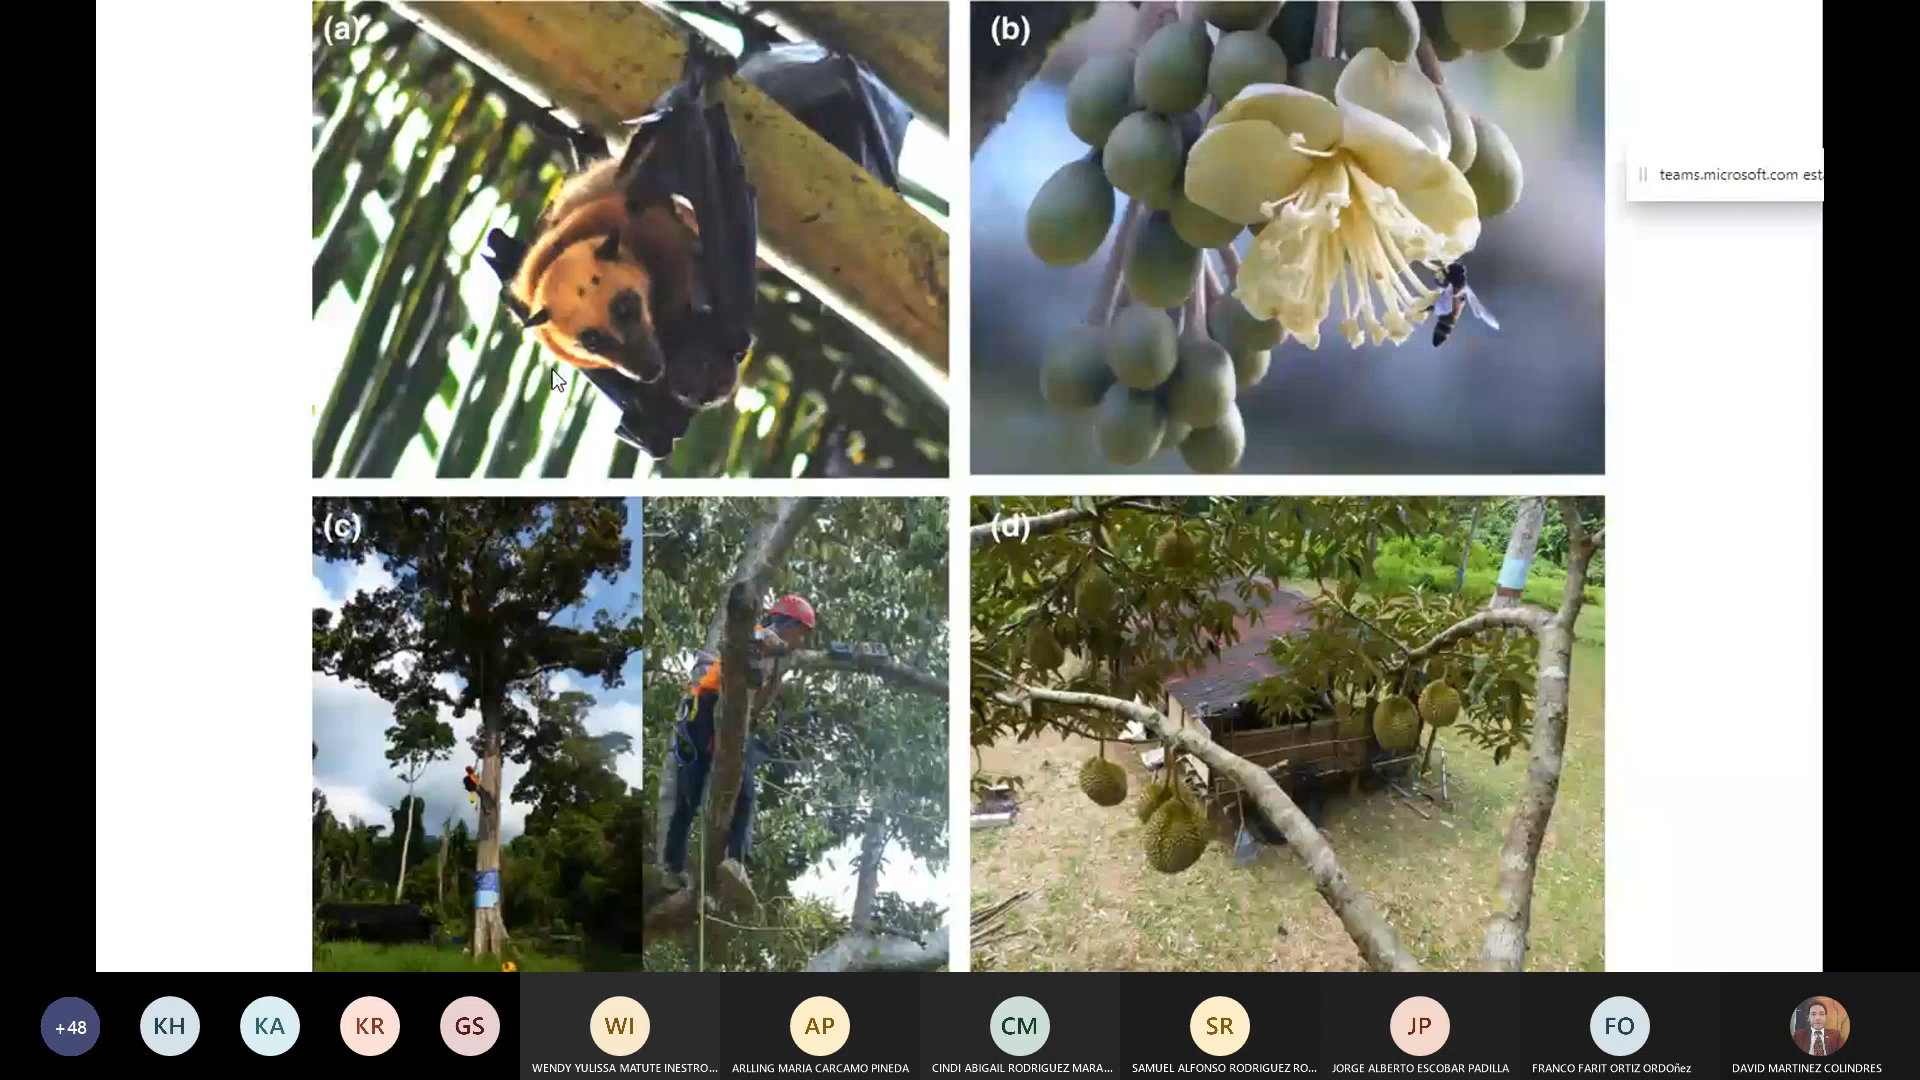 (a)
(b)
teams.microsoft.com est
(c)
(d)
+48
KH
KA
KR
GS
WI
AP
CM
SR
JP
FO
WENDY YULISSA MATUTE INESTRO...
ARLLING MARIA CARCAMO PINEDA
CINDI ABIGAIL RODRIGUEZ MARA...
SAMUEL ALFONSO RODRIGUEZ RO...
JORGE ALBERTO ESCOBAR PADILLA
FRANCO FARIT ORTIZ ORDOñez
DAVID MARTINEZ COLINDRES